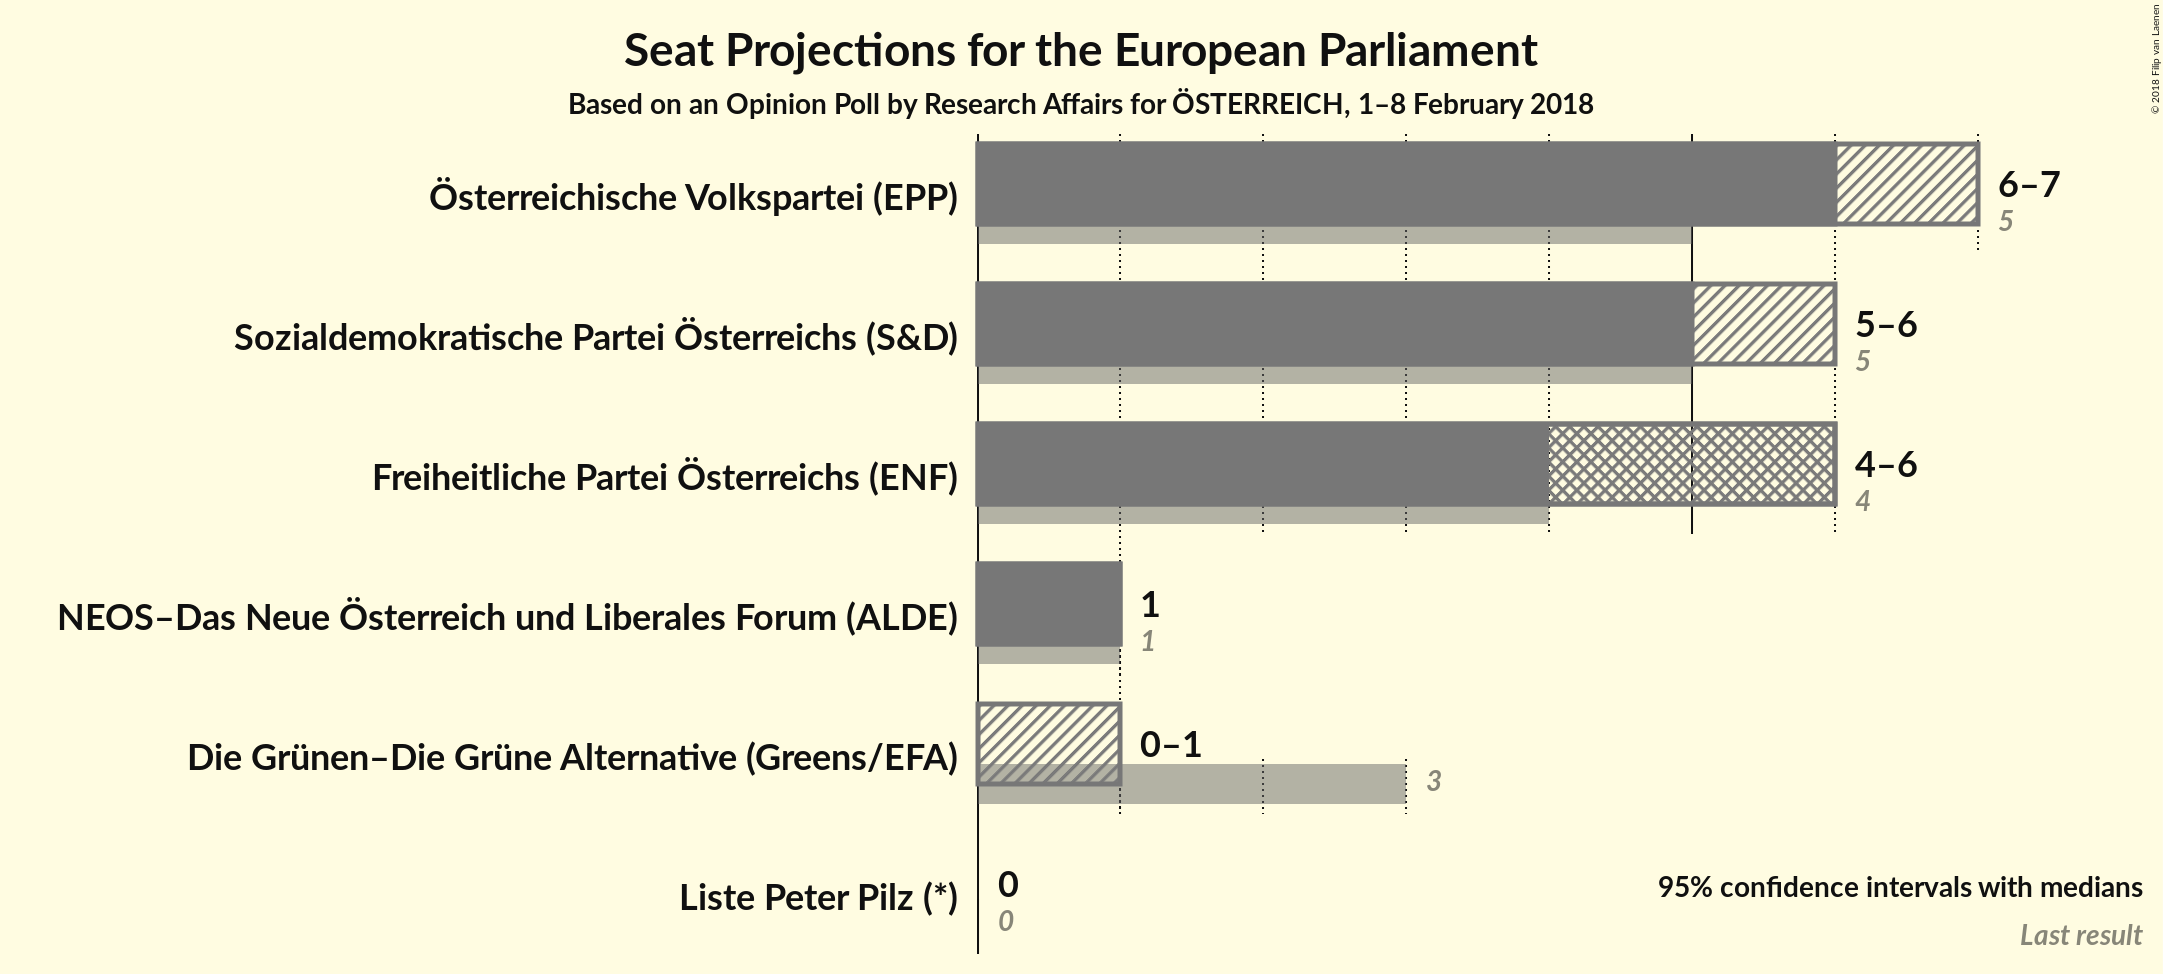 Seat Projections for the European Parliament
Based on an Opinion Poll by Research Affairs for ÖSTERREICH, 1–8 February 2018
© 2018 Filip van Laenen
Österreichische Volkspartei (EPP)
6–7
5
Sozialdemokratische Partei Österreichs (S&D)
5–6
5
Freiheitliche Partei Österreichs (ENF)
4–6
4
NEOS–Das Neue Österreich und Liberales Forum (ALDE)
1
1
Die Grünen–Die Grüne Alternative (Greens/EFA)
0–1
3
Liste Peter Pilz (*)
0
0
95% confidence intervals with medians
Last result